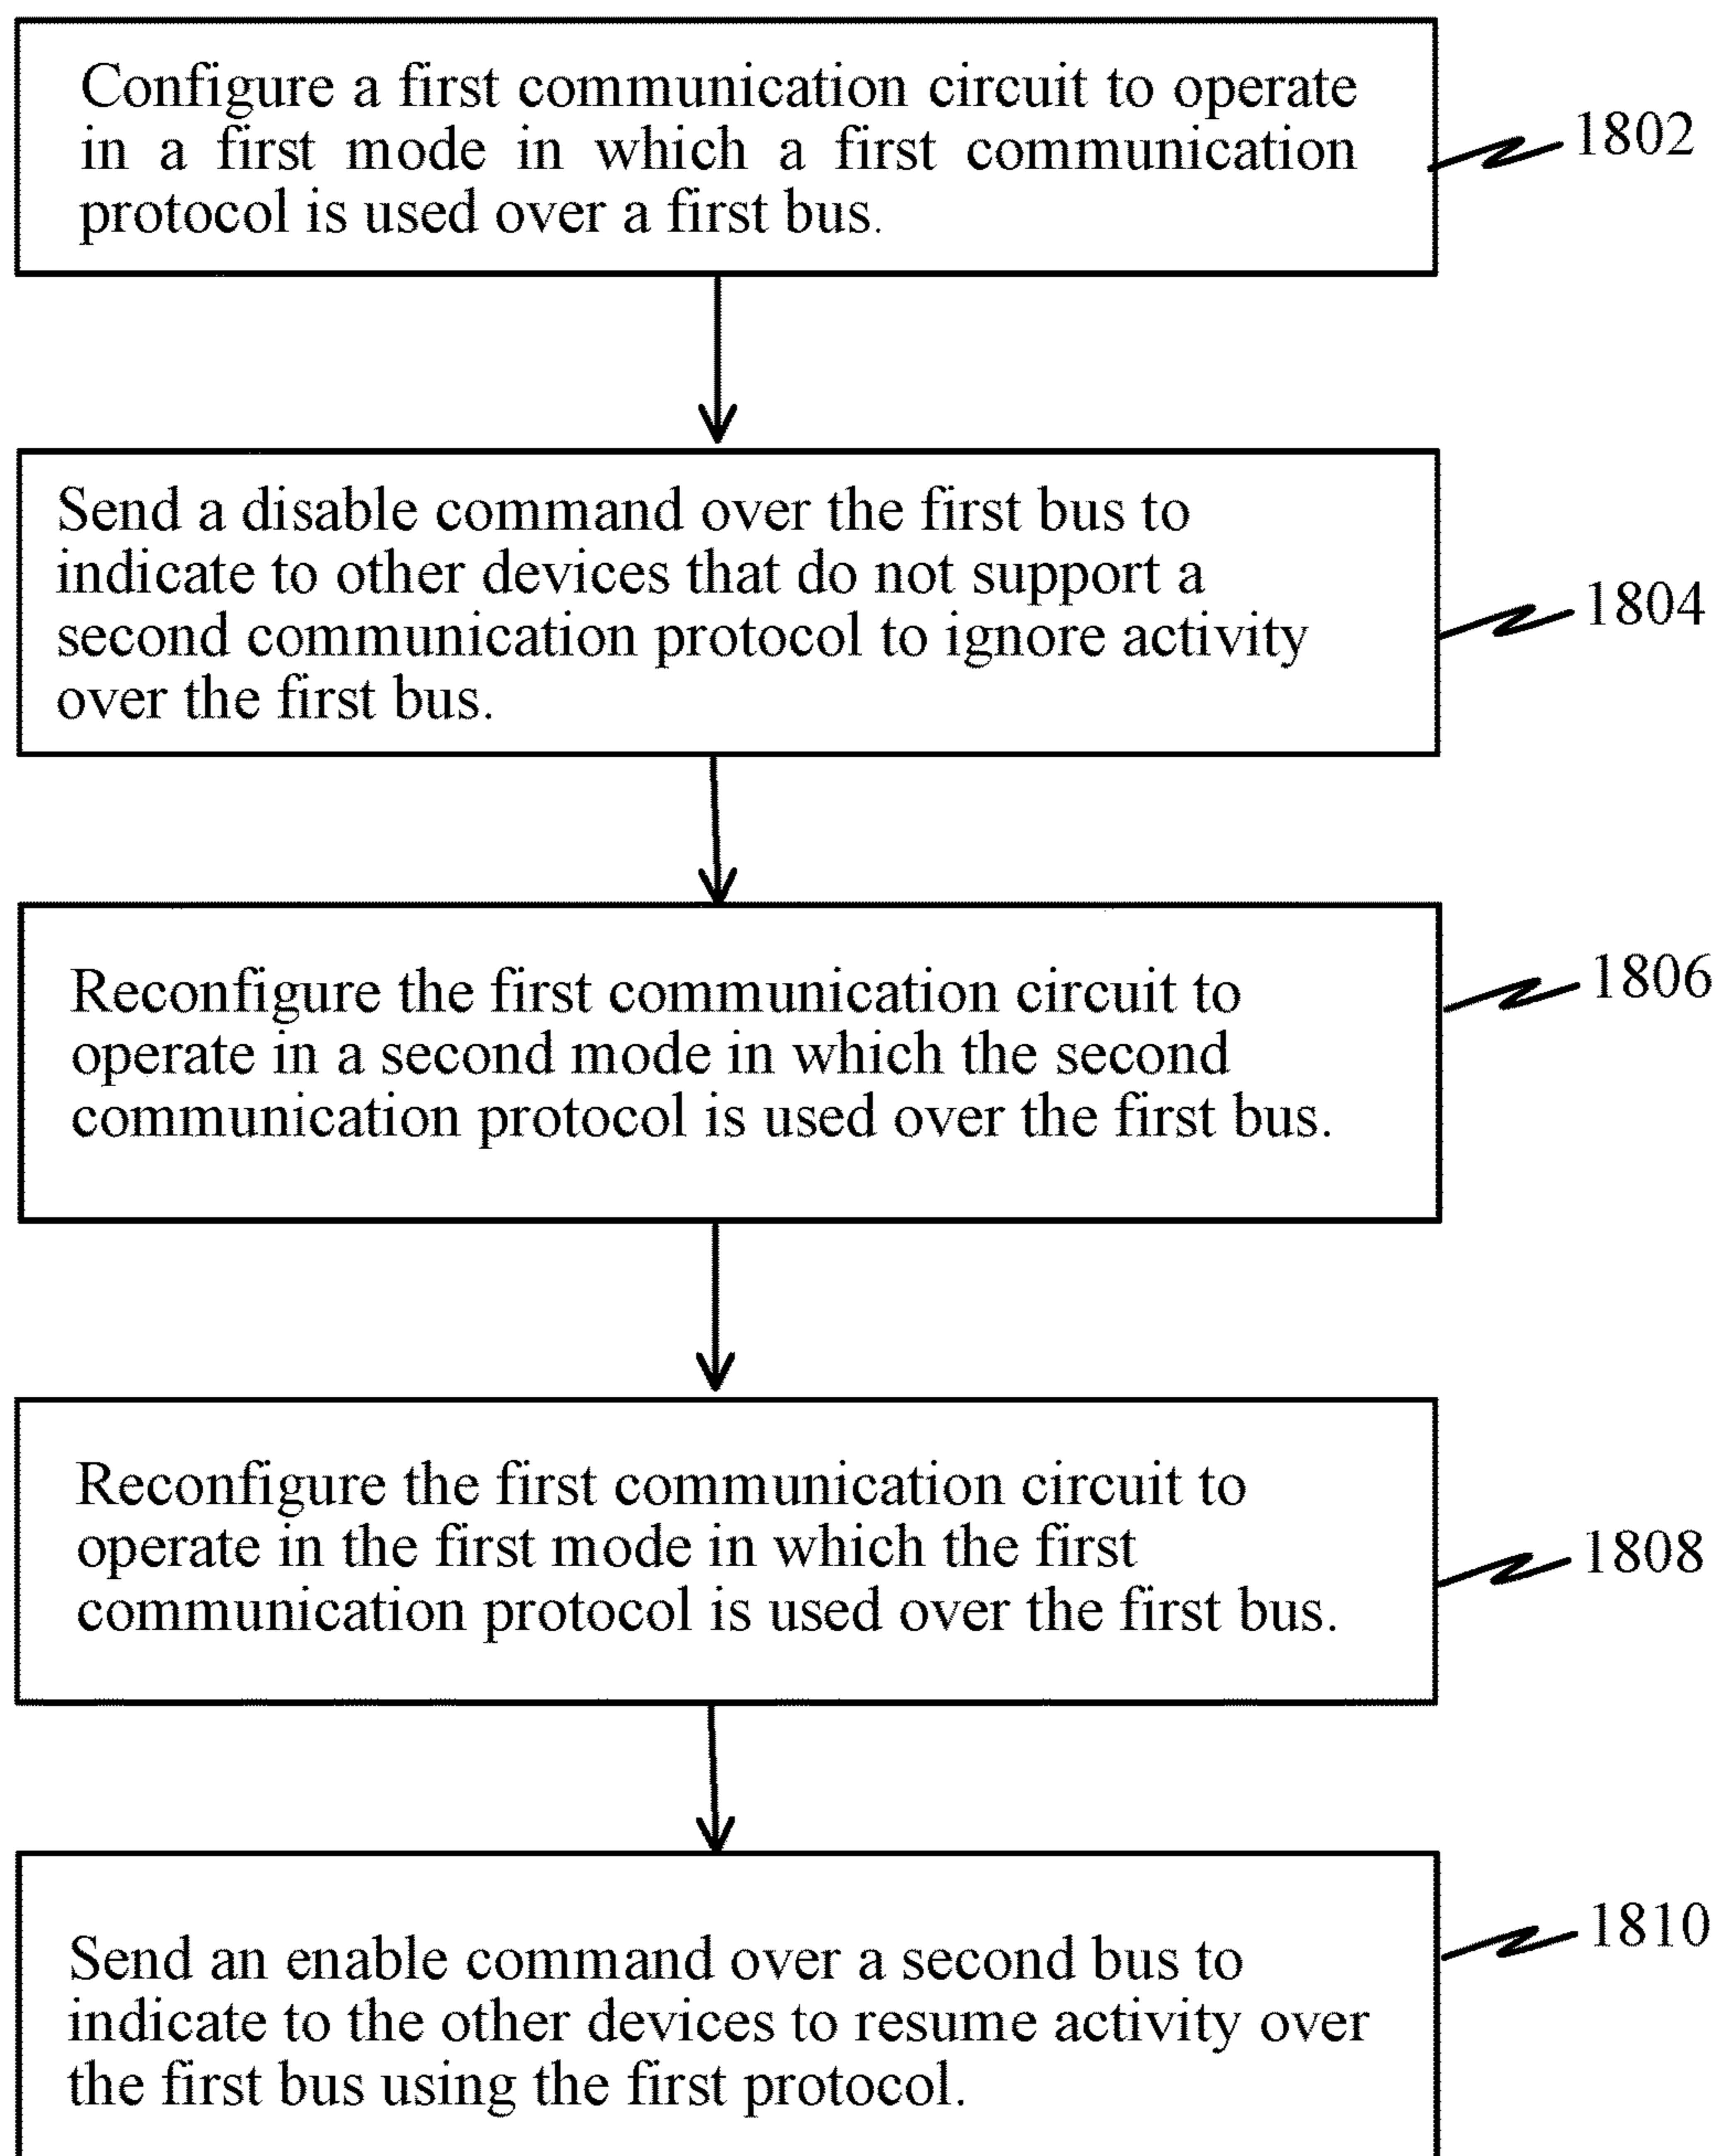 Configure a first communication circuit to operate
in a first mode in which a first communication
protocol is used over a first bus.
1802
Send a disable command over the first bus to
indicate to other devices that do not support a
second communication protocol to ignore activity
over the first bus.
1804
Reconfigure the first communication circuit to
operate in a second mode in which the second
communication protocol is used over the first bus.
1806
Reconfigure the first communication circuit to
operate in the first mode in which the first
communication protocol is used over the first bus.
1808
Send an enable command over a second bus to
indicate to the other devices to resume activity over
the first bus using the first protocol.
1810